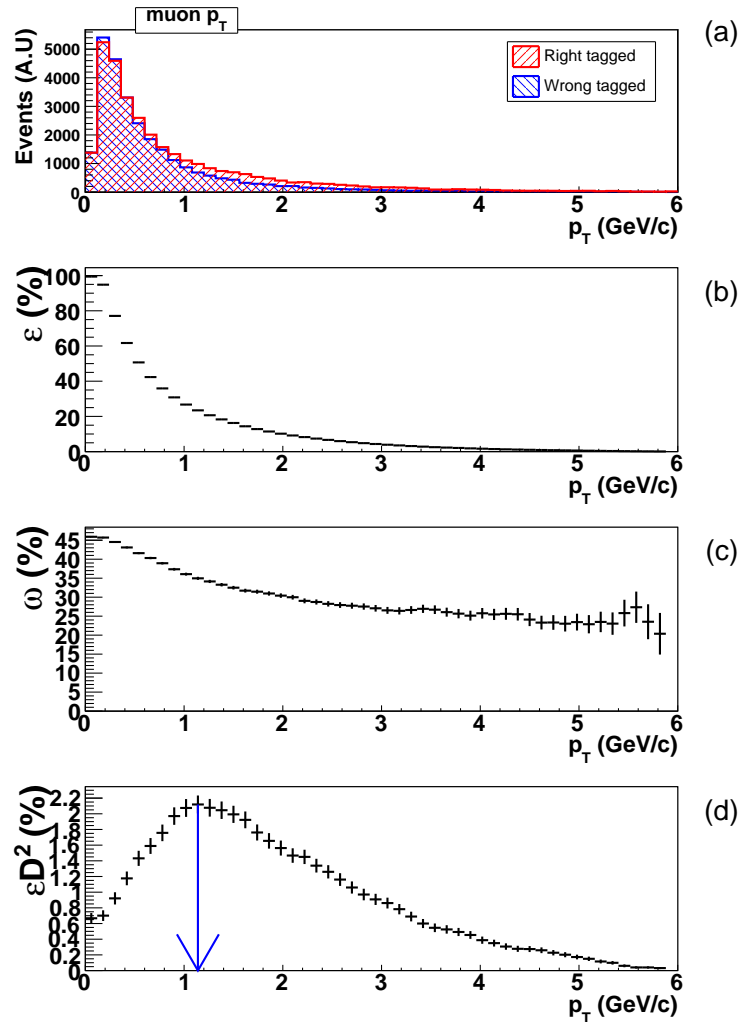 muon p_T
(a)
Events (A.U)
5000
4000
3000
2000
1000
0
Right tagged
Wrong tagged
0 1 2 3 4 5 6
p_T (GeV/c)
(b)
ε (%)
100
80
60
40
20
0
0 1 2 3 4 5 6
p_T (GeV/c)
(c)
ω (%)
45
40
35
30
25
20
15
10
5
0
0 1 2 3 4 5 6
p_T (GeV/c)
(d)
εD² (%)
2.2
2
1.8
1.6
1.4
1.2
1
0.8
0.6
0.4
0.2
0
0 1 2 3 4 5 6
p_T (GeV/c)